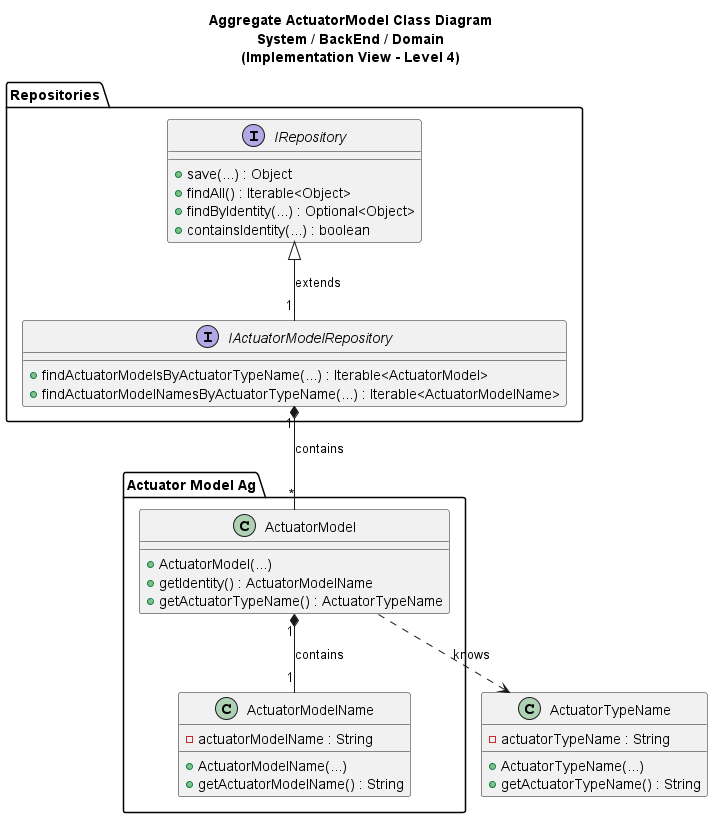 Aggregate ActuatorModel Class Diagram
System / BackEnd / Domain
(Implementation View - Level 4)
Repositories
I IRepository
save(...) : Object
findAll() : Iterable<Object>
findByIdentity(...) : Optional<Object>
containsIdentity(...) : boolean
extends
1
I IActuatorModelRepository
findActuatorModelsByActuatorTypeName(...) : Iterable<ActuatorModel>
findActuatorModelNamesByActuatorTypeName(...) : Iterable<ActuatorModelName>
1
contains
*
Actuator Model Ag
C ActuatorModel
ActuatorModel(...)
getIdentity() : ActuatorModelName
getActuatorTypeName() : ActuatorTypeName
1
contains
knows
1
C ActuatorModelName
actuatorModelName : String
ActuatorModelName(...)
getActuatorModelName() : String
C ActuatorTypeName
actuatorTypeName : String
ActuatorTypeName(...)
getActuatorTypeName() : String